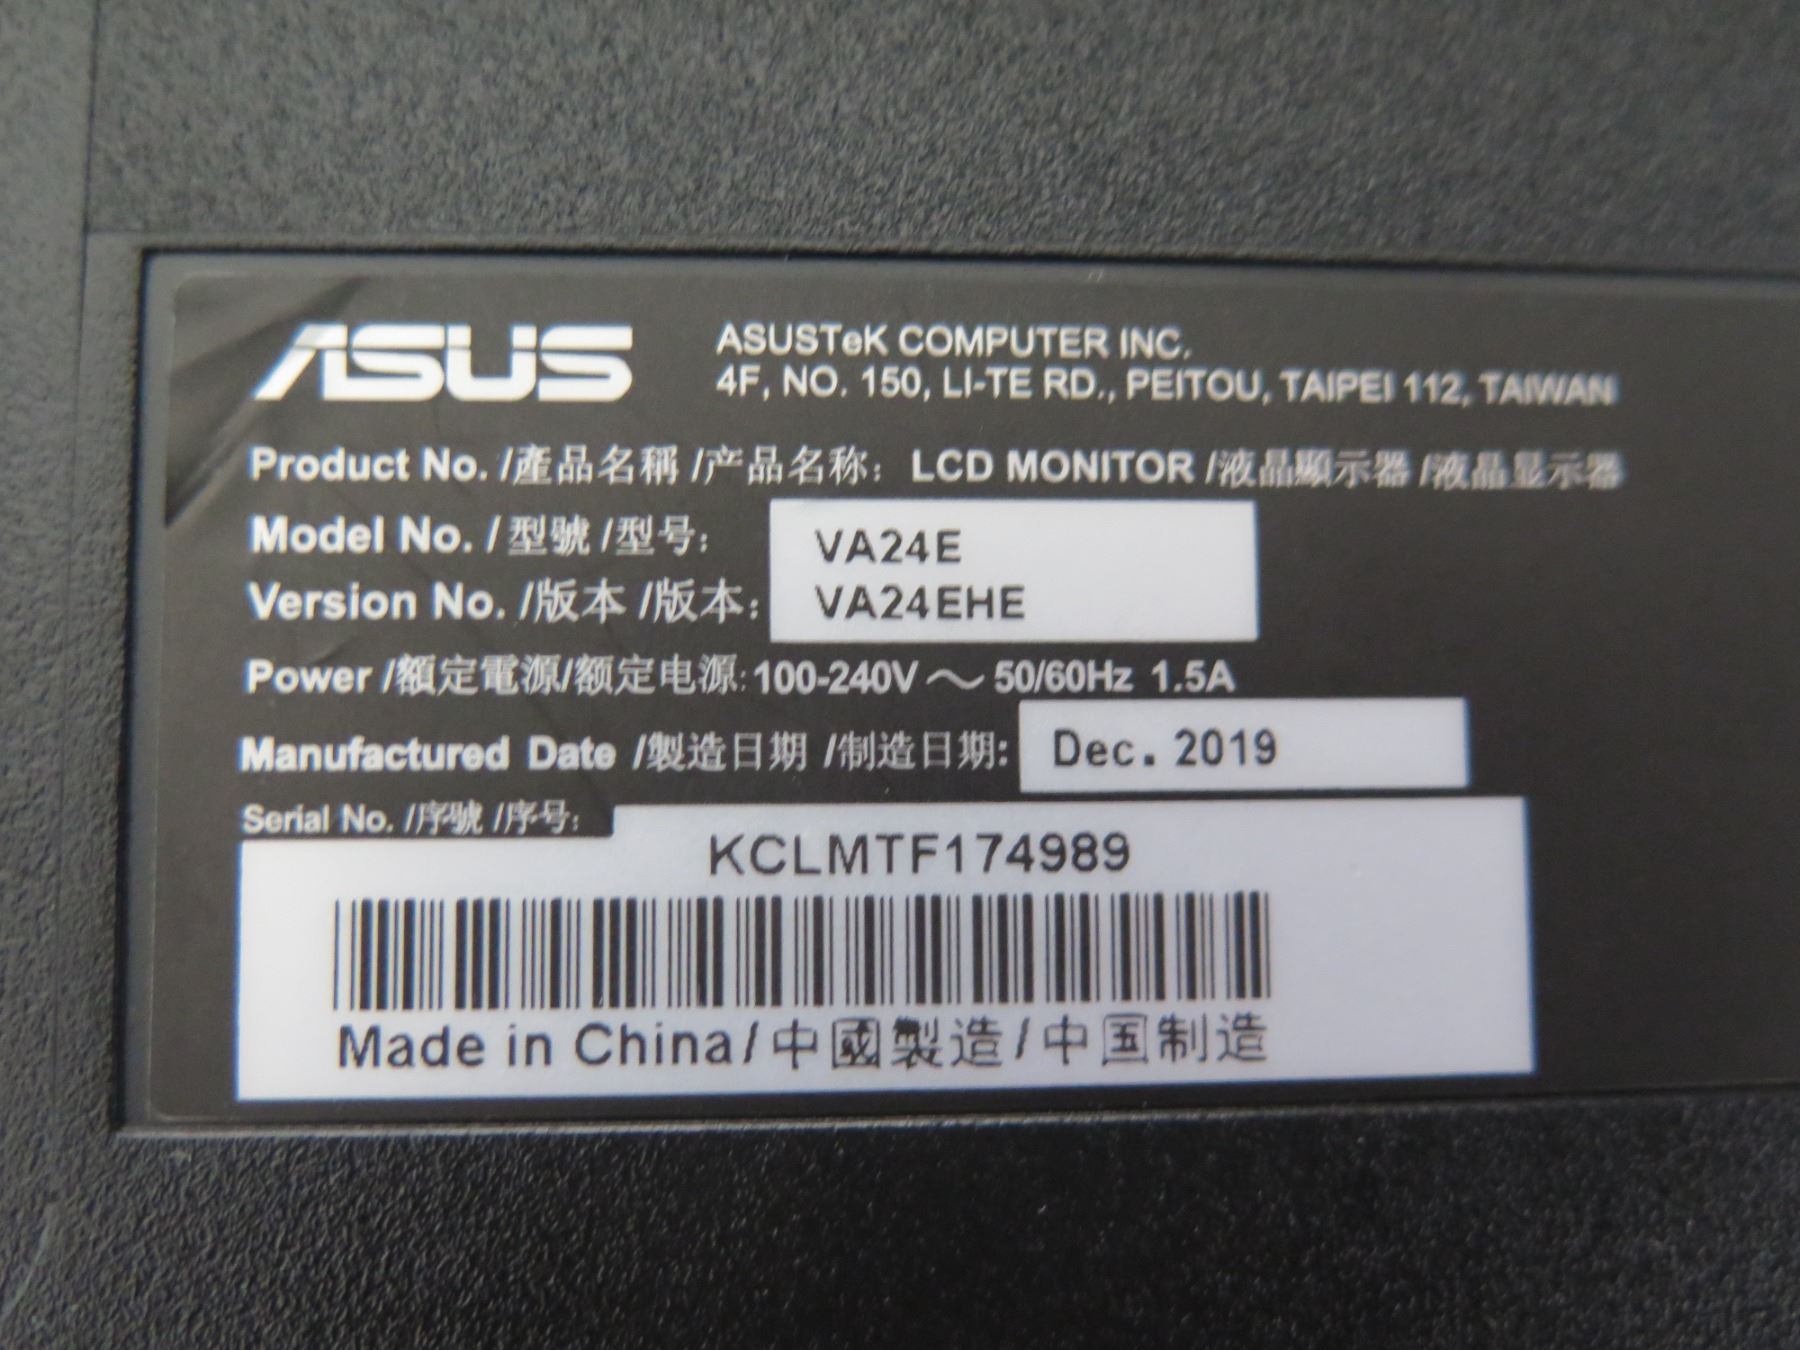 ASUS
ASUSTeK COMPUTER INC.
4F, NO. 150, LI-TE RD., PEITOU, TAIPEI 112, TAIWAN
Product No. /產品名稱 /产品名称: LCD MONITOR /液晶顯示器 /液晶显示器
Model No. / 型號 /型号: VA24E
Version No. /版本 /版本: VA24EHE
Power /額定電源/额定电源: 100-240V ～ 50/60Hz 1.5A
Manufactured Date /製造日期 /制造日期: Dec. 2019
Serial No. /序號 /序号:
KCLMTF174989
Made in China/中國製造/中国制造